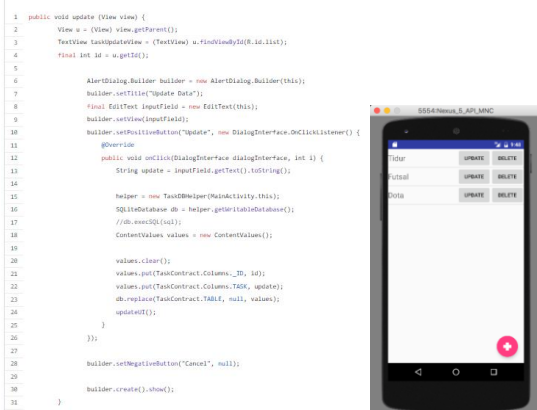 1 public void update (View view) {
2 View u = (View) view.getParent();
3 TextView taskUpdateView = (TextView) u.findViewById(R.id.list);
4 final int id = u.getId();
5
6 AlertDialog.Builder builder = new AlertDialog.Builder(this);
7 builder.setTitle("Update Data");
8 final EditText inputField = new EditText(this);
9 builder.setView(inputField);
10 builder.setPositiveButton("Update", new DialogInterface.OnClickListener() {
11 @Override
12 public void onClick(DialogInterface dialogInterface, int i) {
13 String update = inputField.getText().toString();
14
15 helper = new TaskDBHelper(MainActivity.this);
16 SQLiteDatabase db = helper.getWritableDatabase();
17 //db.execSQL(sql);
18 ContentValues values = new ContentValues();
19
20 values.clear();
21 values.put(TaskContract.Columns._ID, id);
22 values.put(TaskContract.Columns.TASK, update);
23 db.replace(TaskContract.TABLE, null, values);
24 updateUI();
25 }
26 });
27
28 builder.setNegativeButton("Cancel", null);
29
30 builder.create().show();
31 }
5554:Nexus_5_API_MNC
9:40
Tidur UPDATE DELETE
Futsal UPDATE DELETE
Dota UPDATE DELETE